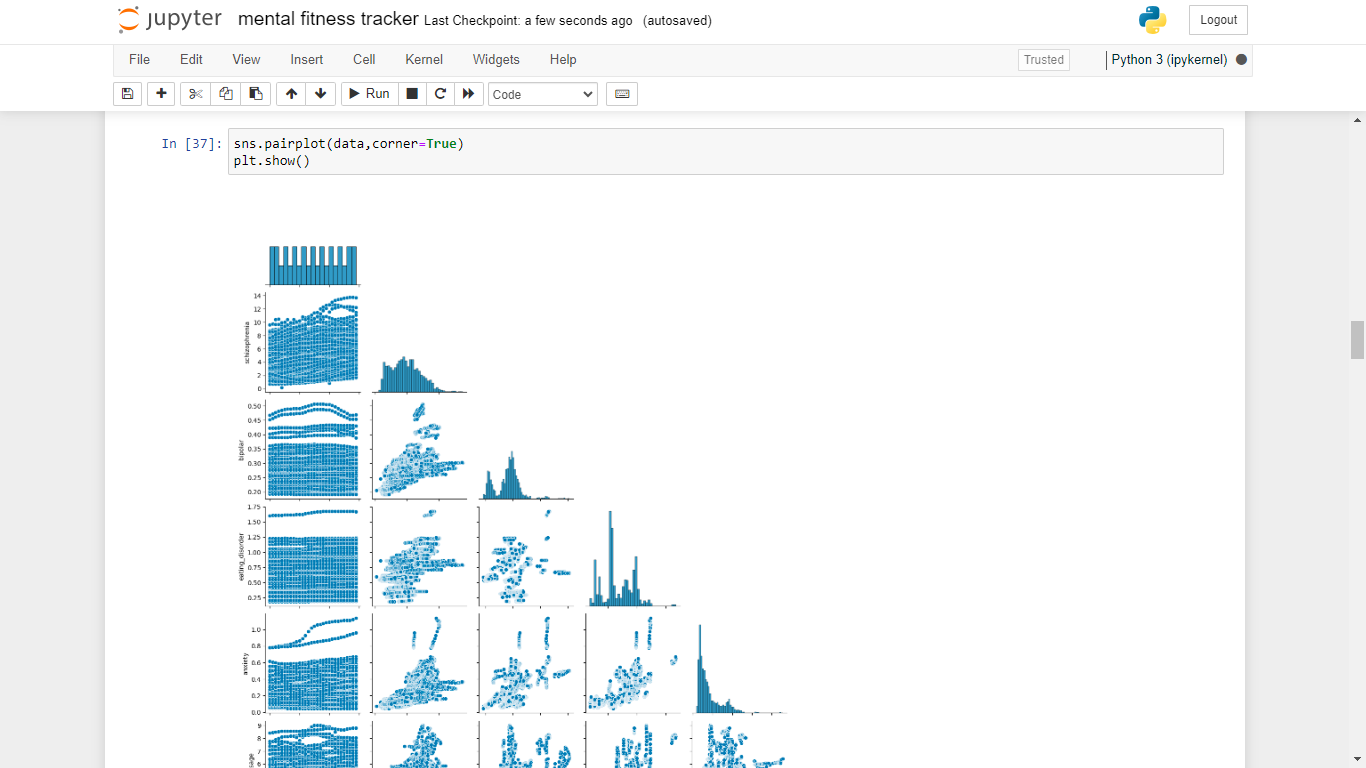 jupyter mental fitness tracker Last Checkpoint: a few seconds ago (autosaved)
Logout
File Edit View Insert Cell Kernel Widgets Help
Trusted
Python 3 (ipykernel)
Run
Code
In [37]: sns.pairplot(data,corner=True)
plt.show()
14
12
10
8
6
4
2
0
schizophrenia
0.50
0.45
0.40
0.35
0.30
0.25
0.20
bipolar
1.75
1.50
1.25
1.00
0.75
0.50
0.25
eating_disorder
1.0
0.8
0.6
0.4
0.2
0.0
anxiety
9
8
7
6